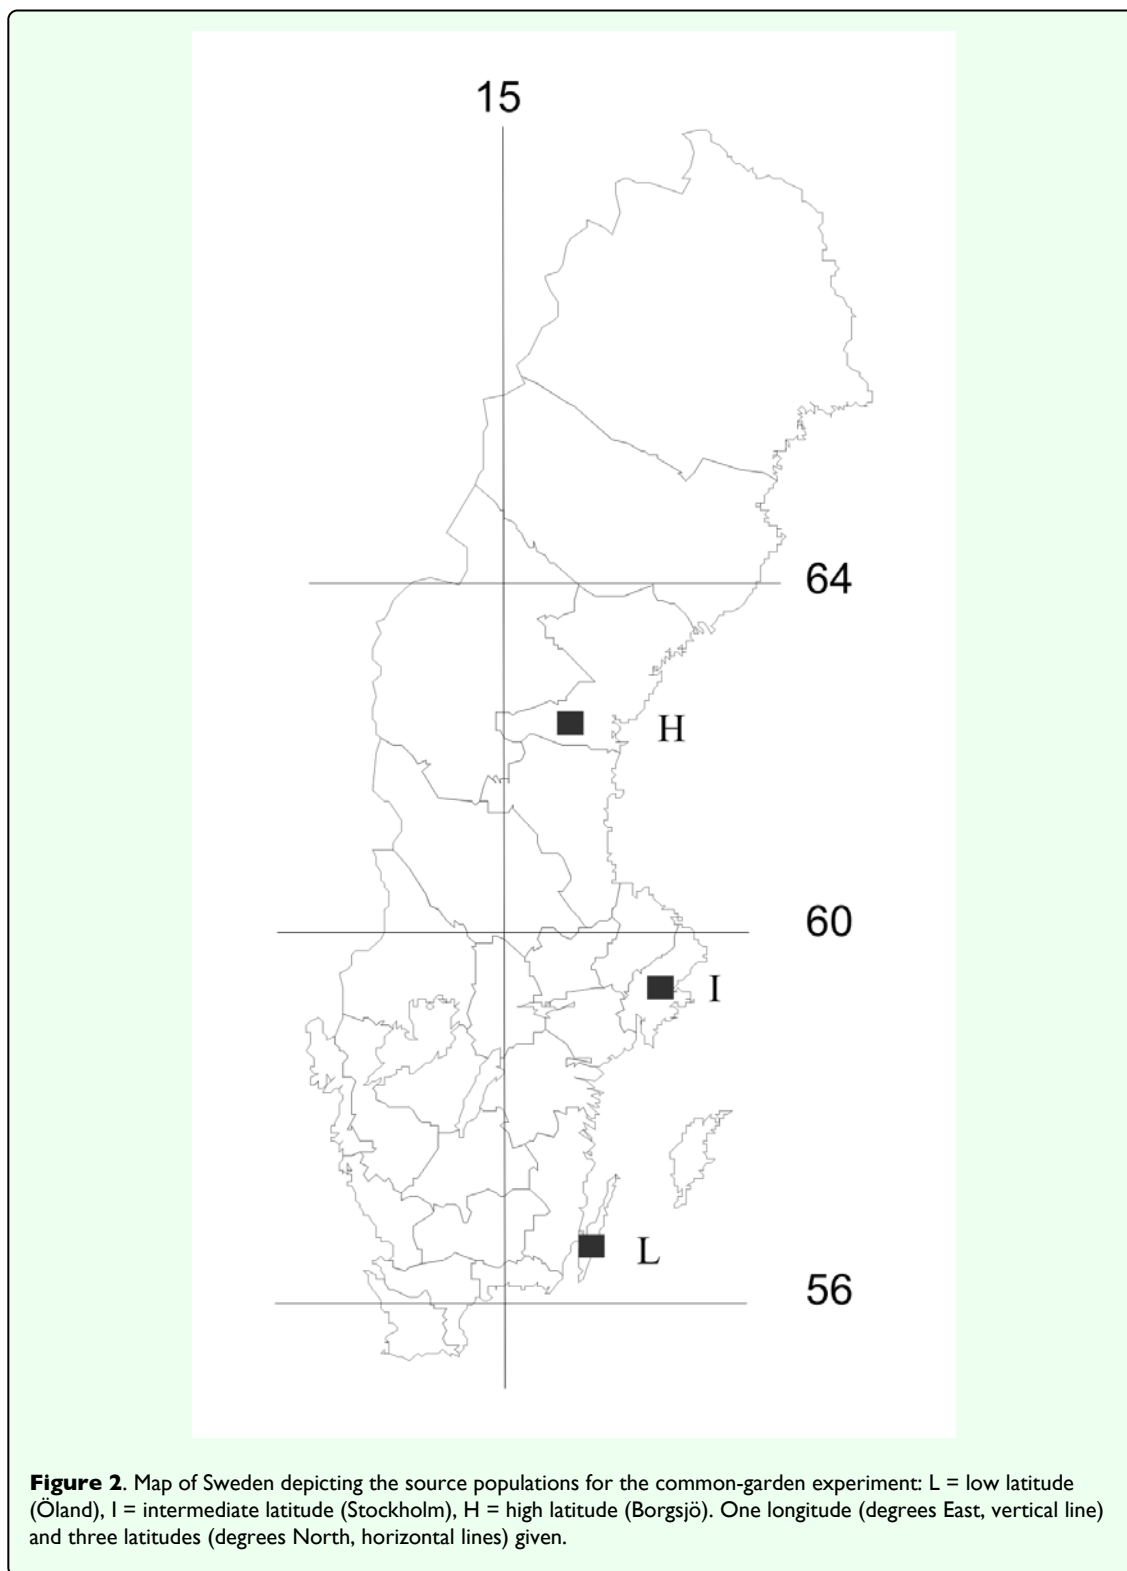 15
64
H
60
I
L
56
Figure 2. Map of Sweden depicting the source populations for the common-garden experiment: L = low latitude
(Öland), I = intermediate latitude (Stockholm), H = high latitude (Borgsjö). One longitude (degrees East, vertical line)
and three latitudes (degrees North, horizontal lines) given.